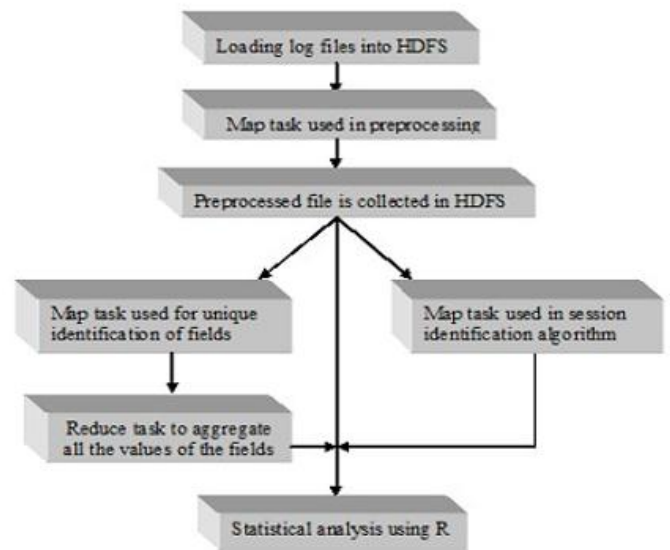 Loading log files into HDFS
Map task used in preprocessing
Preprocessed file is collected in HDFS
Map task used for unique
identification of fields
Map task used in session
identification algorithm
Reduce task to aggregate
all the values of the fields
Statistical analysis using R